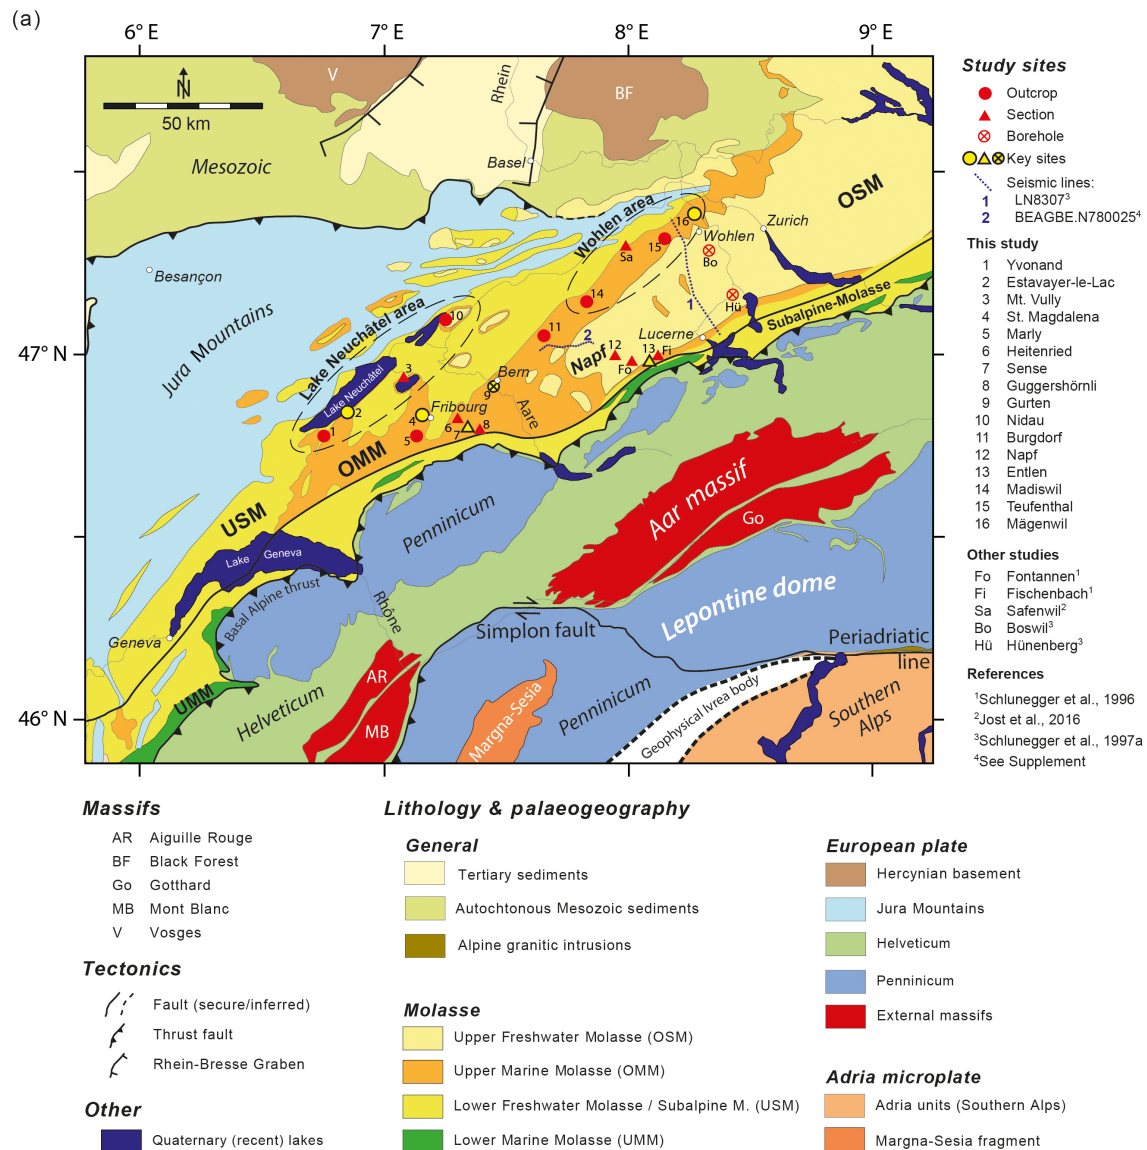 (a)
6° E
7° E
8° E
9° E
N
50 km
V
Rhein
BF
Basel
Mesozoic
OSM
Wohlen area
16
Wohlen
Zurich
15
Sa
Bo
Besançon
Hü
14
1
Subalpine-Molasse
Lake Neuchâtel area
10
11
2
Lucerne
47° N
Jura Mountains
Napf
12
13
Fi
Fo
3
Bern
9
Lake Neuchâtel
2
Fribourg
Aare
4
1
5
6
7
8
OMM
USM
Aar massif
Go
Penninicum
Lake Geneva
Basal Alpine thrust
Rhône
Lepontine dome
Geneva
Simplon fault
Periadriatic
line
AR
UMM
Helveticum
MB
Margna-Sesia
Penninicum
Geophysical Ivrea body
Southern
Alps
46° N
Study sites
Outcrop
Section
Borehole
Key sites
Seismic lines:
1 LN8307³
2 BEAGBE.N780025⁴
This study
1 Yvonand
2 Estavayer-le-Lac
3 Mt. Vully
4 St. Magdalena
5 Marly
6 Heitenried
7 Sense
8 Guggershörnli
9 Gurten
10 Nidau
11 Burgdorf
12 Napf
13 Entlen
14 Madiswil
15 Teufenthal
16 Mägenwil
Other studies
Fo Fontannen¹
Fi Fischenbach¹
Sa Safenwil²
Bo Boswil³
Hü Hünenberg³
References
¹Schlunegger et al., 1996
²Jost et al., 2016
³Schlunegger et al., 1997a
⁴See Supplement
Massifs
AR Aiguille Rouge
BF Black Forest
Go Gotthard
MB Mont Blanc
V Vosges
Tectonics
Fault (secure/inferred)
Thrust fault
Rhein-Bresse Graben
Other
Quaternary (recent) lakes
Lithology & palaeogeography
General
Tertiary sediments
Autochtonous Mesozoic sediments
Alpine granitic intrusions
Molasse
Upper Freshwater Molasse (OSM)
Upper Marine Molasse (OMM)
Lower Freshwater Molasse / Subalpine M. (USM)
Lower Marine Molasse (UMM)
European plate
Hercynian basement
Jura Mountains
Helveticum
Penninicum
External massifs
Adria microplate
Adria units (Southern Alps)
Margna-Sesia fragment